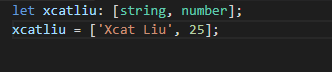 let xcatliu: [string, number];
xcatliu = ['Xcat Liu', 25];